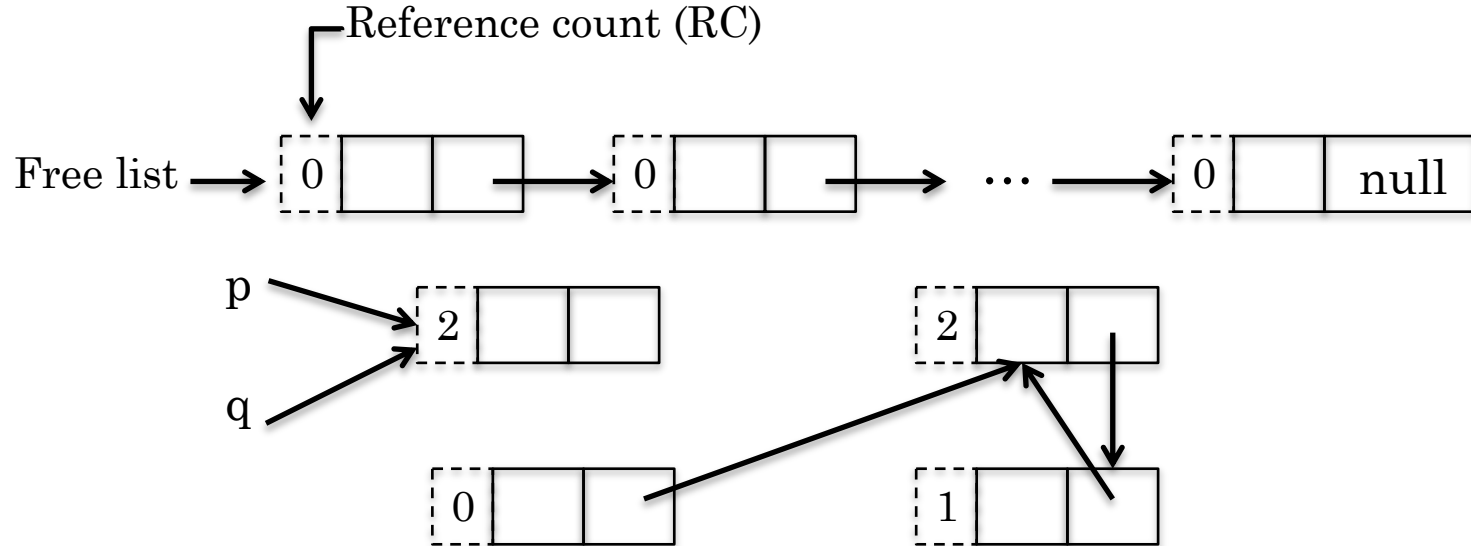 Reference count (RC)
Free list 0 0 ... 0 null
p 2 2
q
0 1